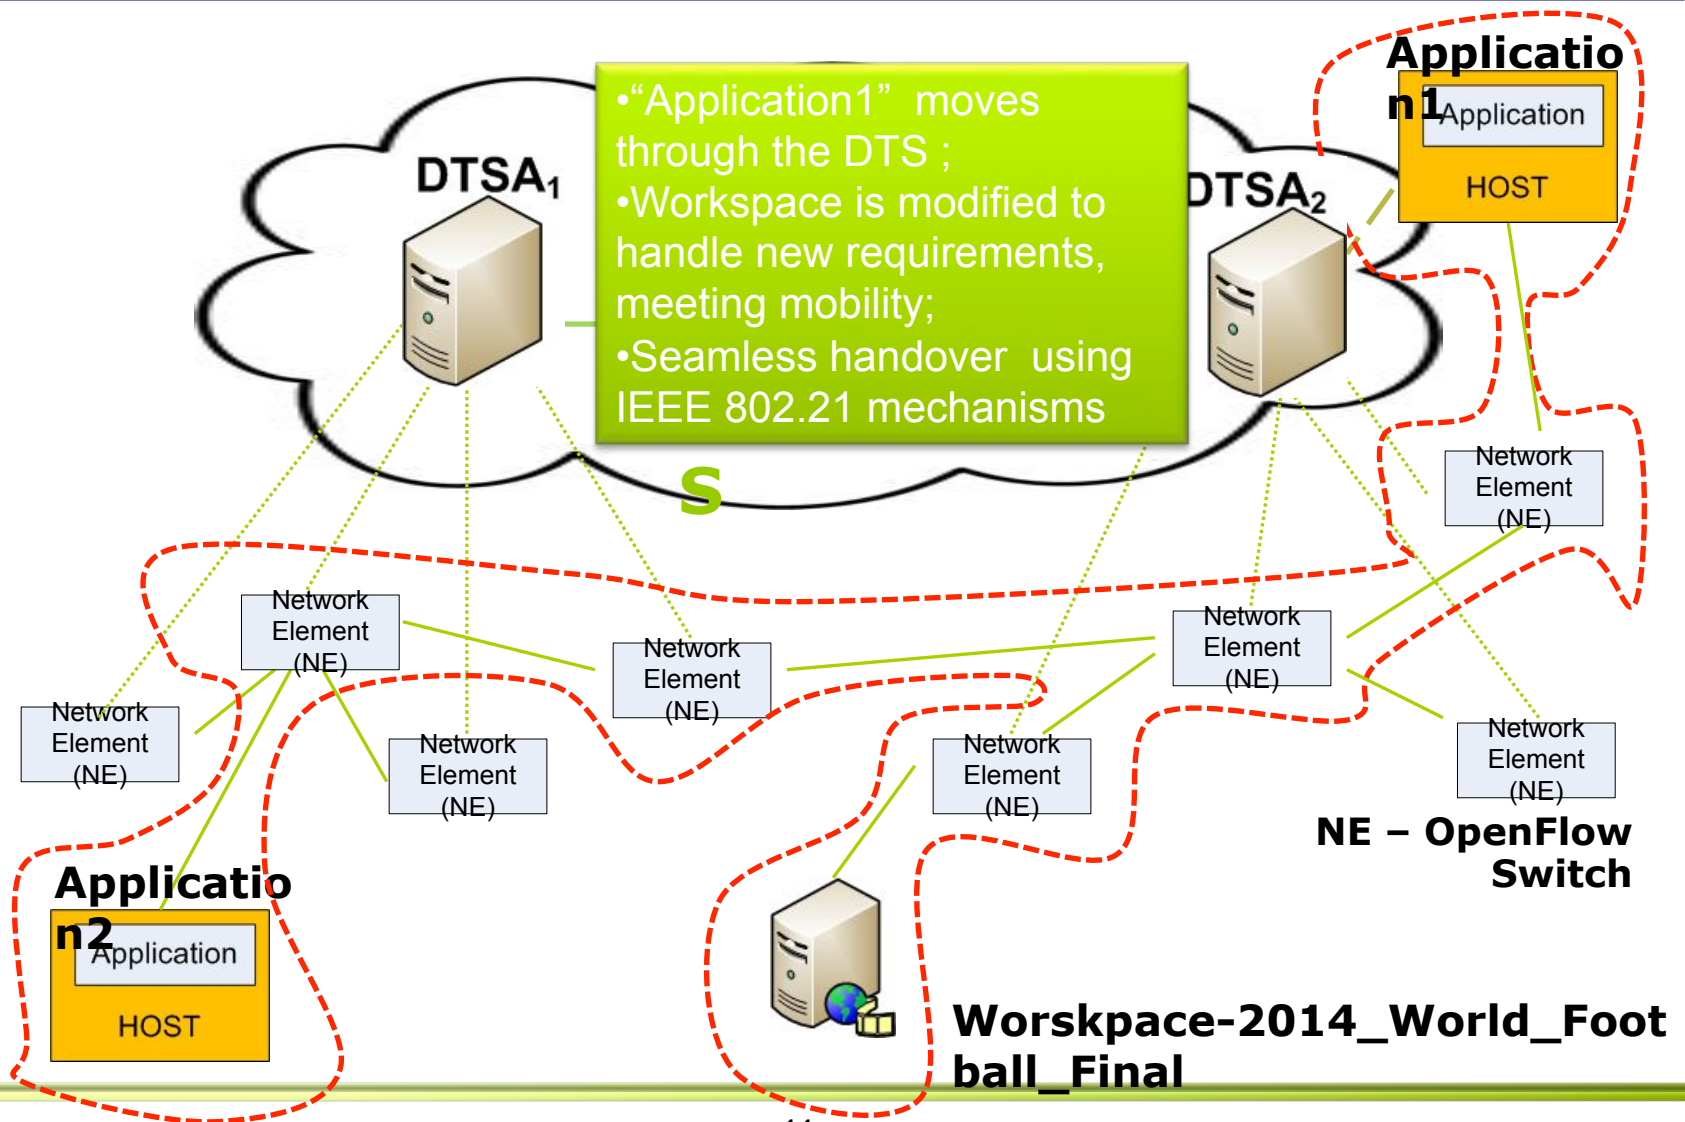 Applicatio
n1
Application
HOST
•“Application1” moves
through the DTS ;
•Workspace is modified to
handle new requirements,
meeting mobility;
•Seamless handover using
IEEE 802.21 mechanisms
DTSA1
DTSA2
S
Network
Element
(NE)
Network
Element
(NE)
Network
Element
(NE)
Network
Element
(NE)
Network
Element
(NE)
Network
Element
(NE)
Network
Element
(NE)
Network
Element
(NE)
NE – OpenFlow
Switch
Applicatio
n2
Application
HOST
Worskpace-2014_World_Foot
ball_Final